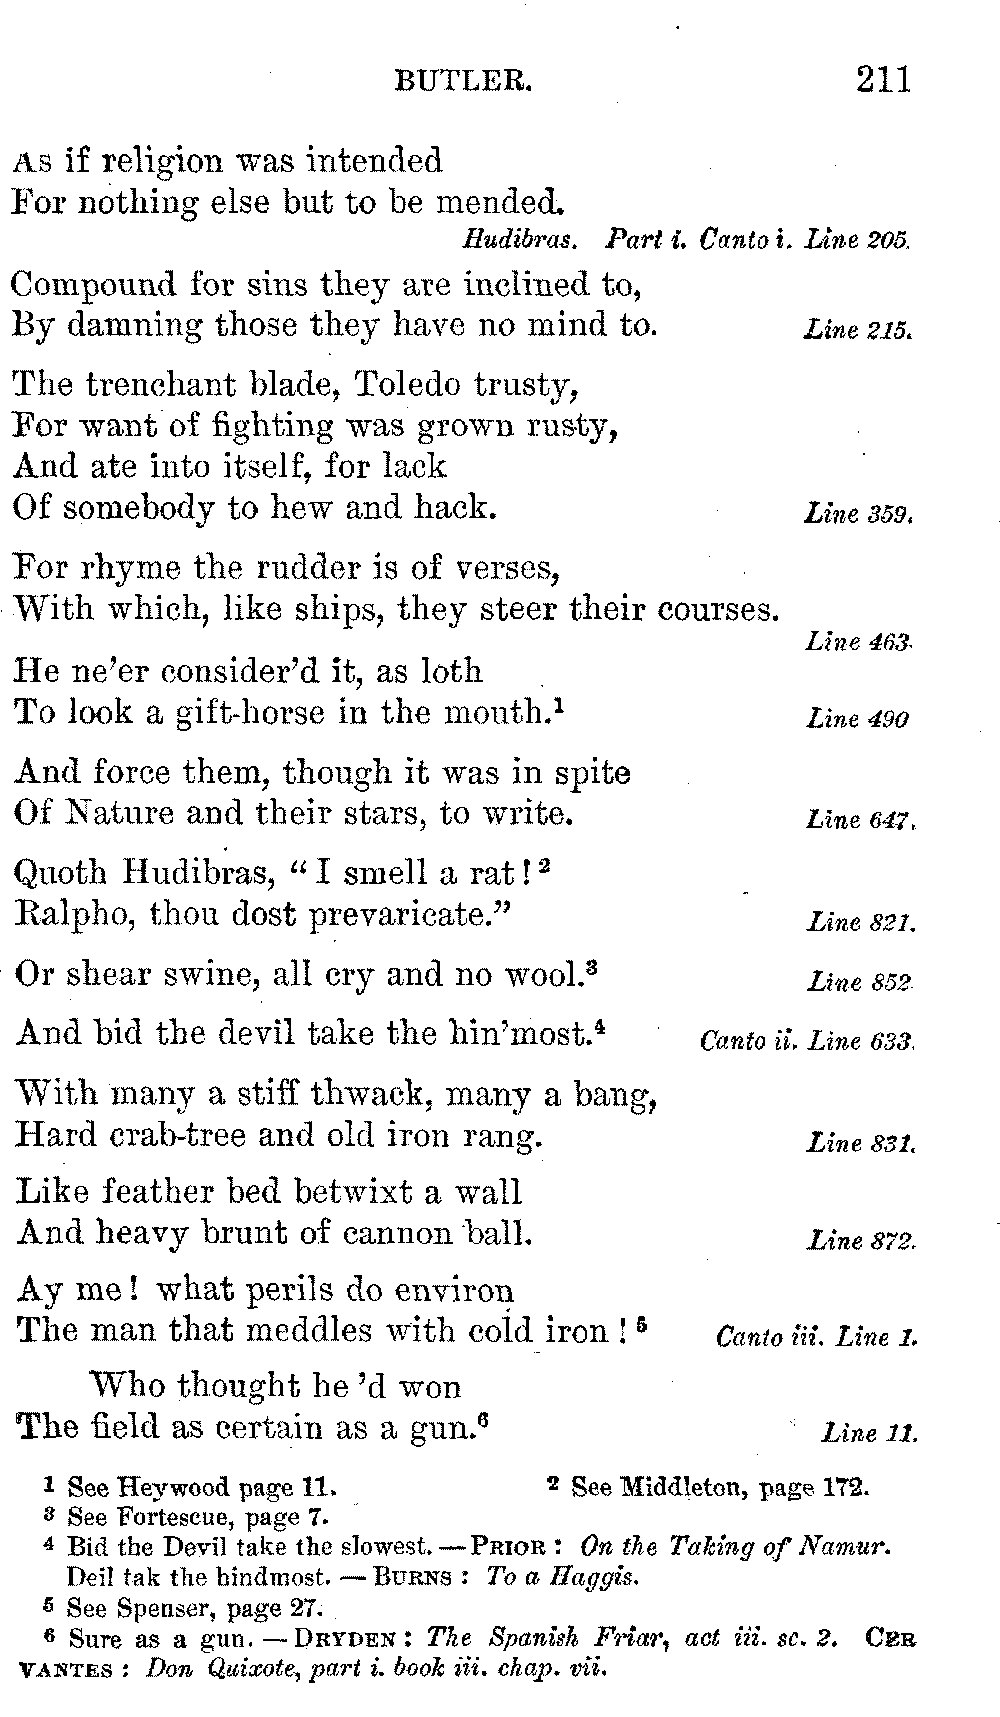 BUTLER. 211
As if religion was intended
For nothing else but to be mended.
Hudibras. Part i. Canto i. Line 205.
Compound for sins they are inclined to,
By damning those they have no mind to. Line 215.
The trenchant blade, Toledo trusty,
For want of fighting was grown rusty,
And ate into itself, for lack
Of somebody to hew and hack. Line 359.
For rhyme the rudder is of verses,
With which, like ships, they steer their courses.
Line 463.
He ne'er consider'd it, as loth
To look a gift-horse in the mouth.¹ Line 490
And force them, though it was in spite
Of Nature and their stars, to write. Line 647.
Quoth Hudibras, “I smell a rat!²
Ralpho, thou dost prevaricate.” Line 821.
Or shear swine, all cry and no wool.³ Line 852.
And bid the devil take the hin'most.⁴ Canto ii. Line 633.
With many a stiff thwack, many a bang,
Hard crab-tree and old iron rang. Line 831.
Like feather bed betwixt a wall
And heavy brunt of cannon ball. Line 872.
Ay me! what perils do environ
The man that meddles with cold iron!⁵ Canto iii. Line 1.
Who thought he 'd won
The field as certain as a gun.⁶ Line 11.
¹ See Heywood page 11. ² See Middleton, page 172.
³ See Fortescue, page 7.
⁴ Bid the Devil take the slowest. — PRIOR: On the Taking of Namur.
Deil tak the hindmost. — BURNS: To a Haggis.
⁵ See Spenser, page 27.
⁶ Sure as a gun. — DRYDEN: The Spanish Friar, act iii. sc. 2. CER
VANTES: Don Quixote, part i. book iii. chap. vii.